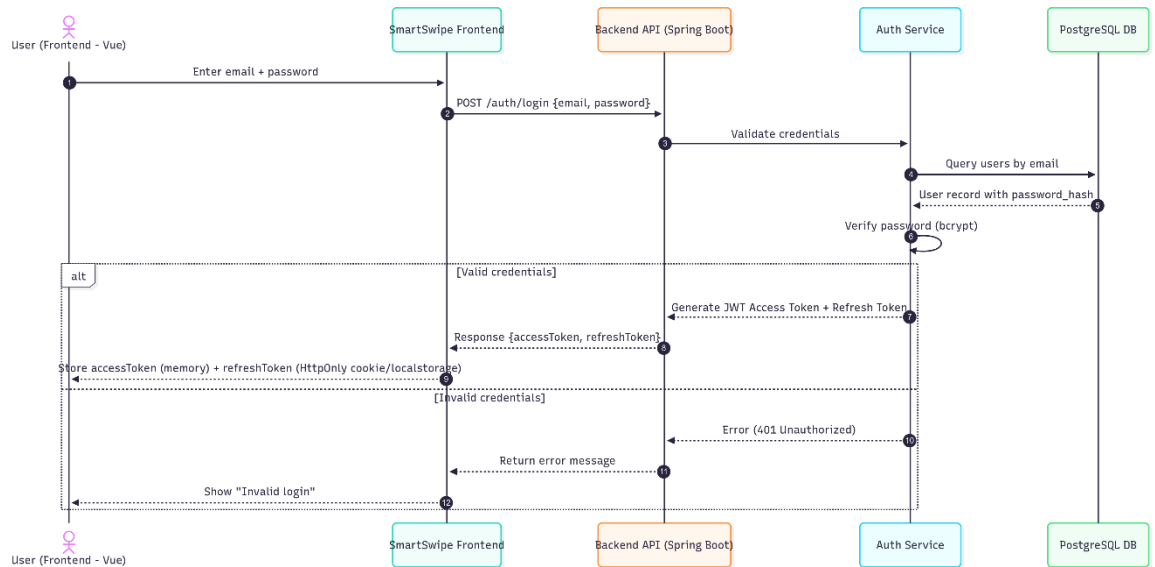 User (Frontend - Vue)
SmartSwipe Frontend
Backend API (Spring Boot)
Auth Service
PostgreSQL DB
1
Enter email + password
2
POST /auth/login {email, password}
3
Validate credentials
4
Query users by email
User record with password_hash
5
Verify password (bcrypt)
6
alt
[Valid credentials]
Generate JWT Access Token + Refresh Token
7
Response {accessToken, refreshToken}
8
Store accessToken (memory) + refreshToken (HttpOnly cookie/localstorage)
9
[Invalid credentials]
Error (401 Unauthorized)
10
Return error message
11
Show "Invalid login"
12
User (Frontend - Vue)
SmartSwipe Frontend
Backend API (Spring Boot)
Auth Service
PostgreSQL DB